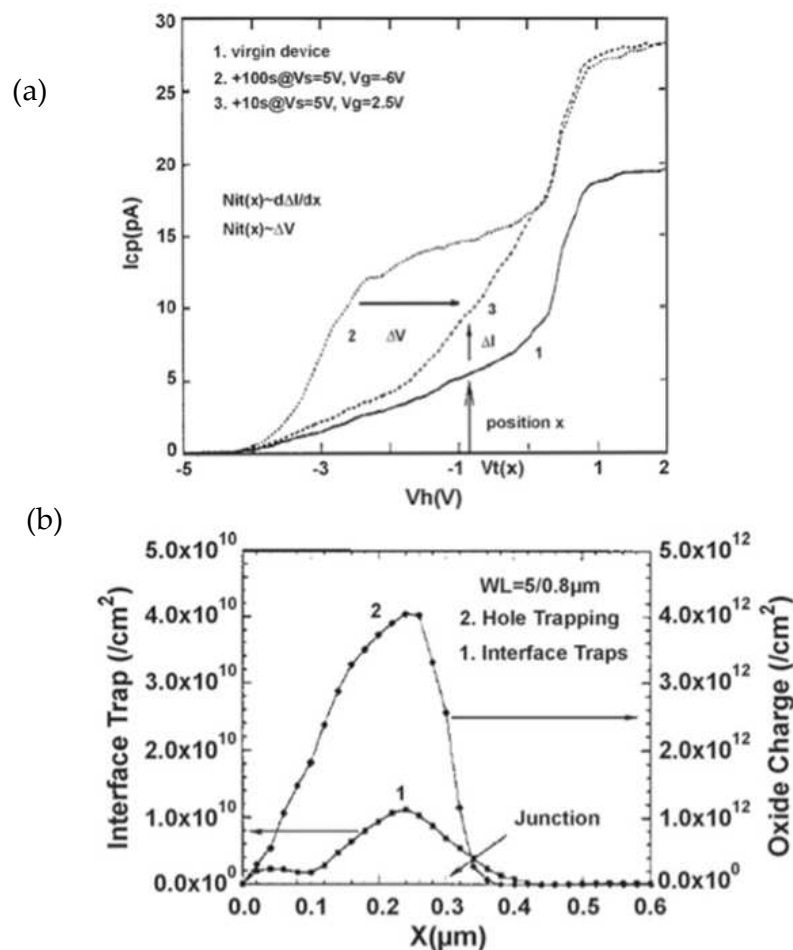 (a)
30
25
20
15
10
5
0
Icp(pA)
1. virgin device
2. +100s@Vs=5V, Vg=-6V
3. +10s@Vs=5V, Vg=2.5V
Nit(x)~dΔI/dx
Nit(x)~ΔV
2 ΔV
3
ΔI
1
position x
-5 -3 -1 Vt(x) 1 2
Vh(V)
(b)
5.0x10^10
4.0x10^10
3.0x10^10
2.0x10^10
1.0x10^10
0.0x10^0
Interface Trap (/cm^2)
WL=5/0.8µm
2. Hole Trapping
1. Interface Traps
2
1
Junction
5.0x10^12
4.0x10^12
3.0x10^12
2.0x10^12
1.0x10^12
0.0x10^0
Oxide Charge (/cm^2)
0.0 0.1 0.2 0.3 0.4 0.5 0.6
X(µm)